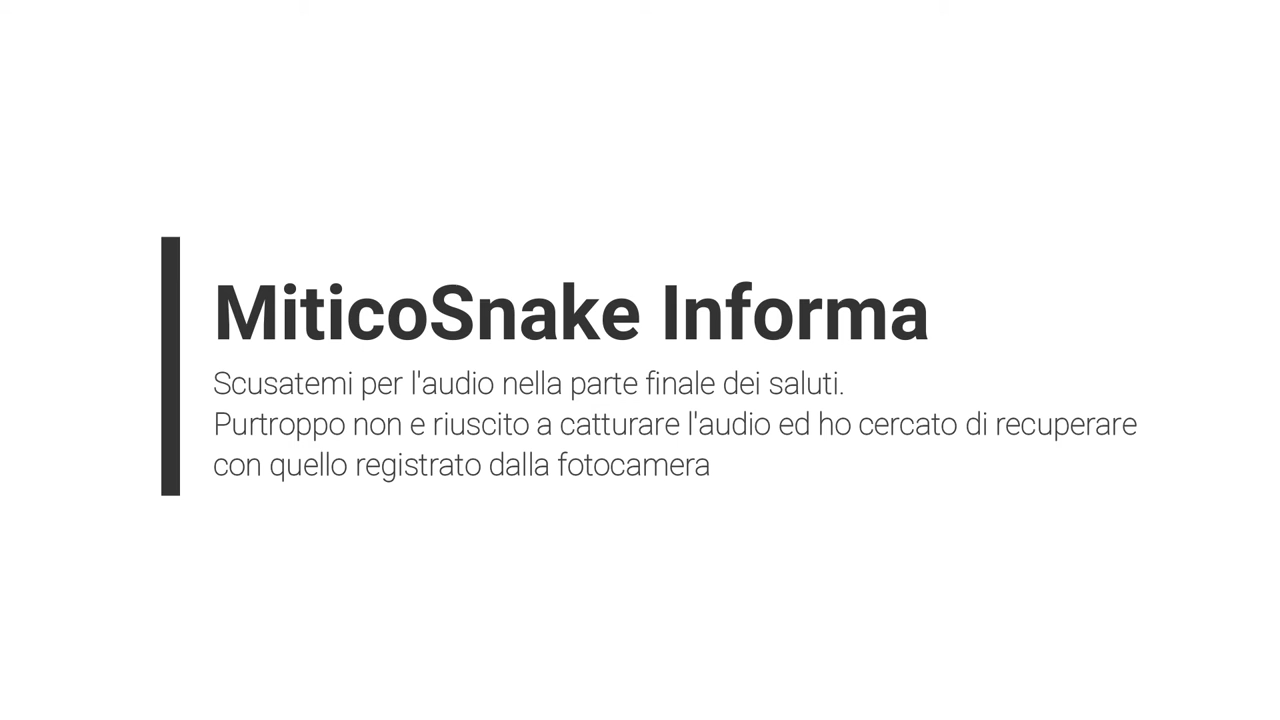 MiticoSnake Informa
Scusatemi per l'audio nella parte finale dei saluti.
Purtroppo non e riuscito a catturare l'audio ed ho cercato di recuperare
con quello registrato dalla fotocamera